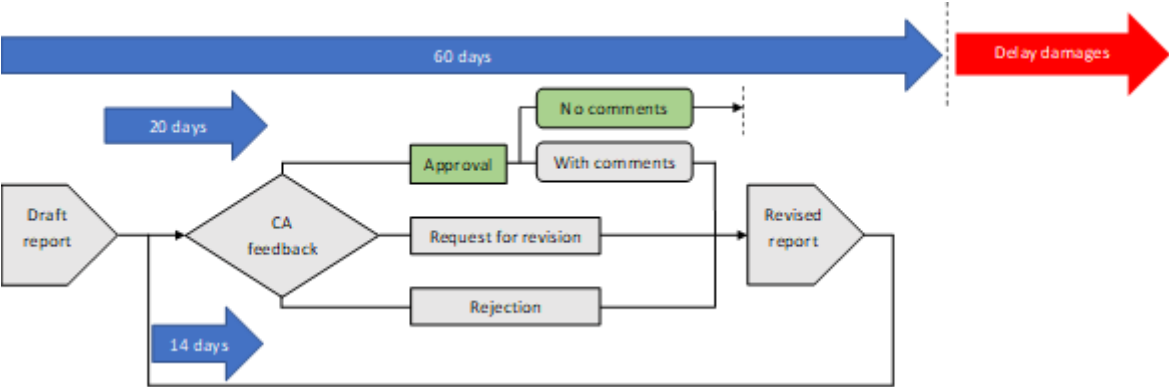 60 days
Delay damages
20 days
No comments
Approval
With comments
Draft
report
CA
feedback
Request for revision
Revised
report
Rejection
14 days